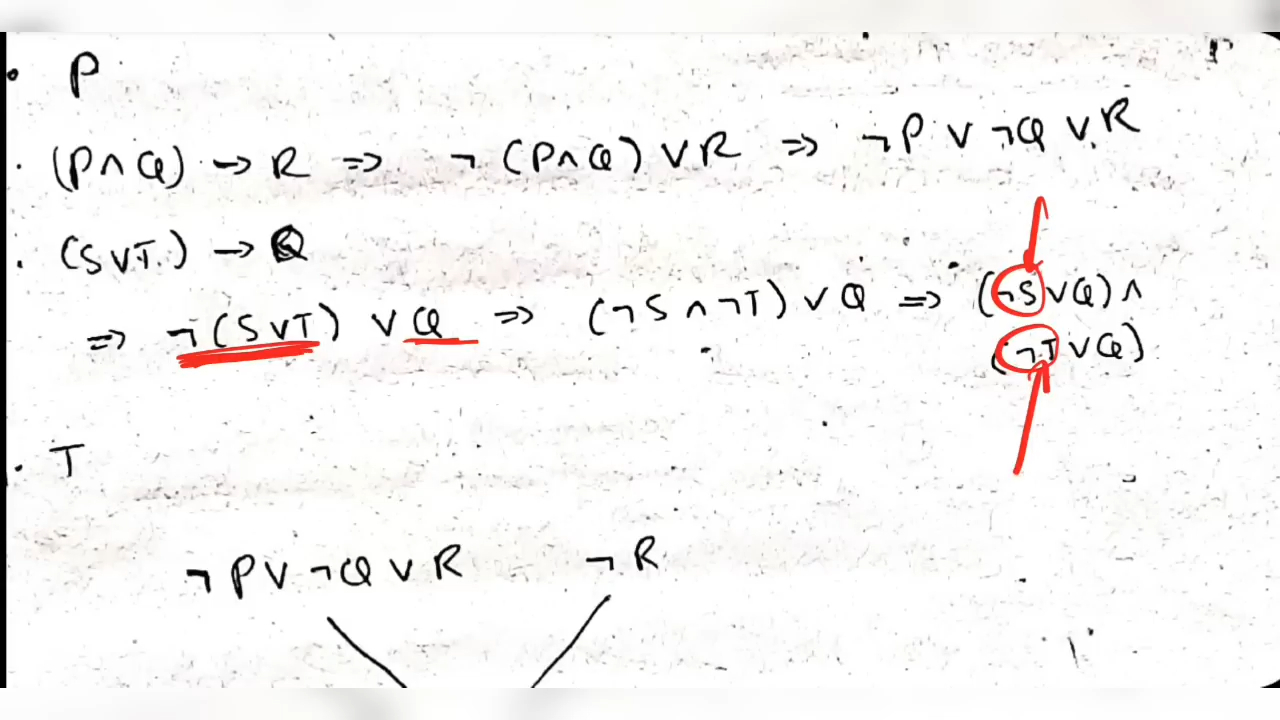 • P
• (P ∧ Q) → R ⇒ ¬ (P ∧ Q) ∨ R ⇒ ¬P ∨ ¬Q ∨ R
• (S ∨ T) → Q
⇒ ¬(S ∨ T) ∨ Q ⇒ (¬S ∧ ¬T) ∨ Q ⇒ (¬S ∨ Q) ∧
(¬T ∨ Q)
• T
¬P ∨ ¬Q ∨ R ¬R